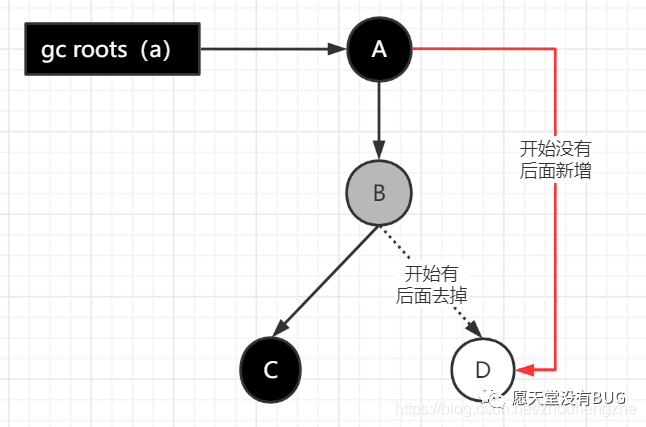 gc roots（a）
A
开始没有
后面新增
B
开始有
后面去掉
C
D
愿天堂没有BUG
https://blog.csdn.net/zhouhengzhe